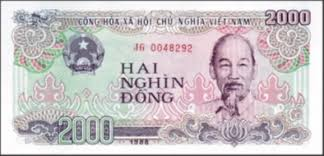 CỘNG HÒA XÃ HỘI CHỦ NGHĨA VIỆT NAM 2000
JG 0048292
HAI
NGHÌN
ĐỒNG
2000
1988